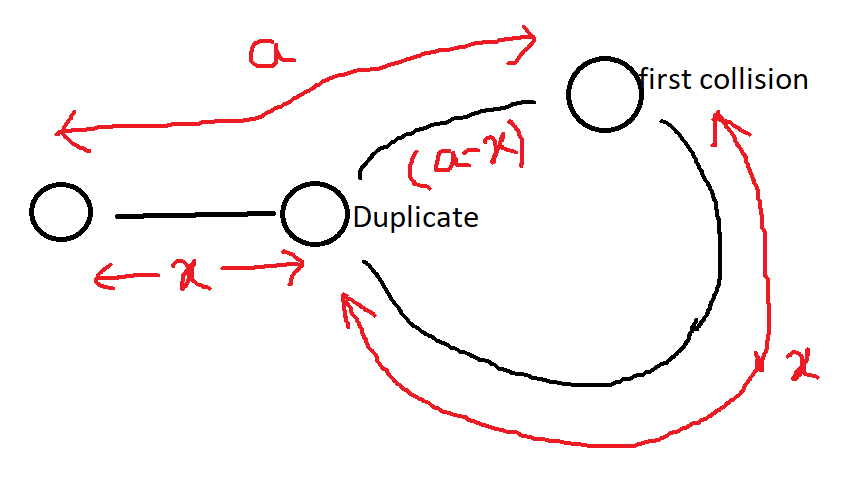 a
first collision
(a-x)
Duplicate
x
x